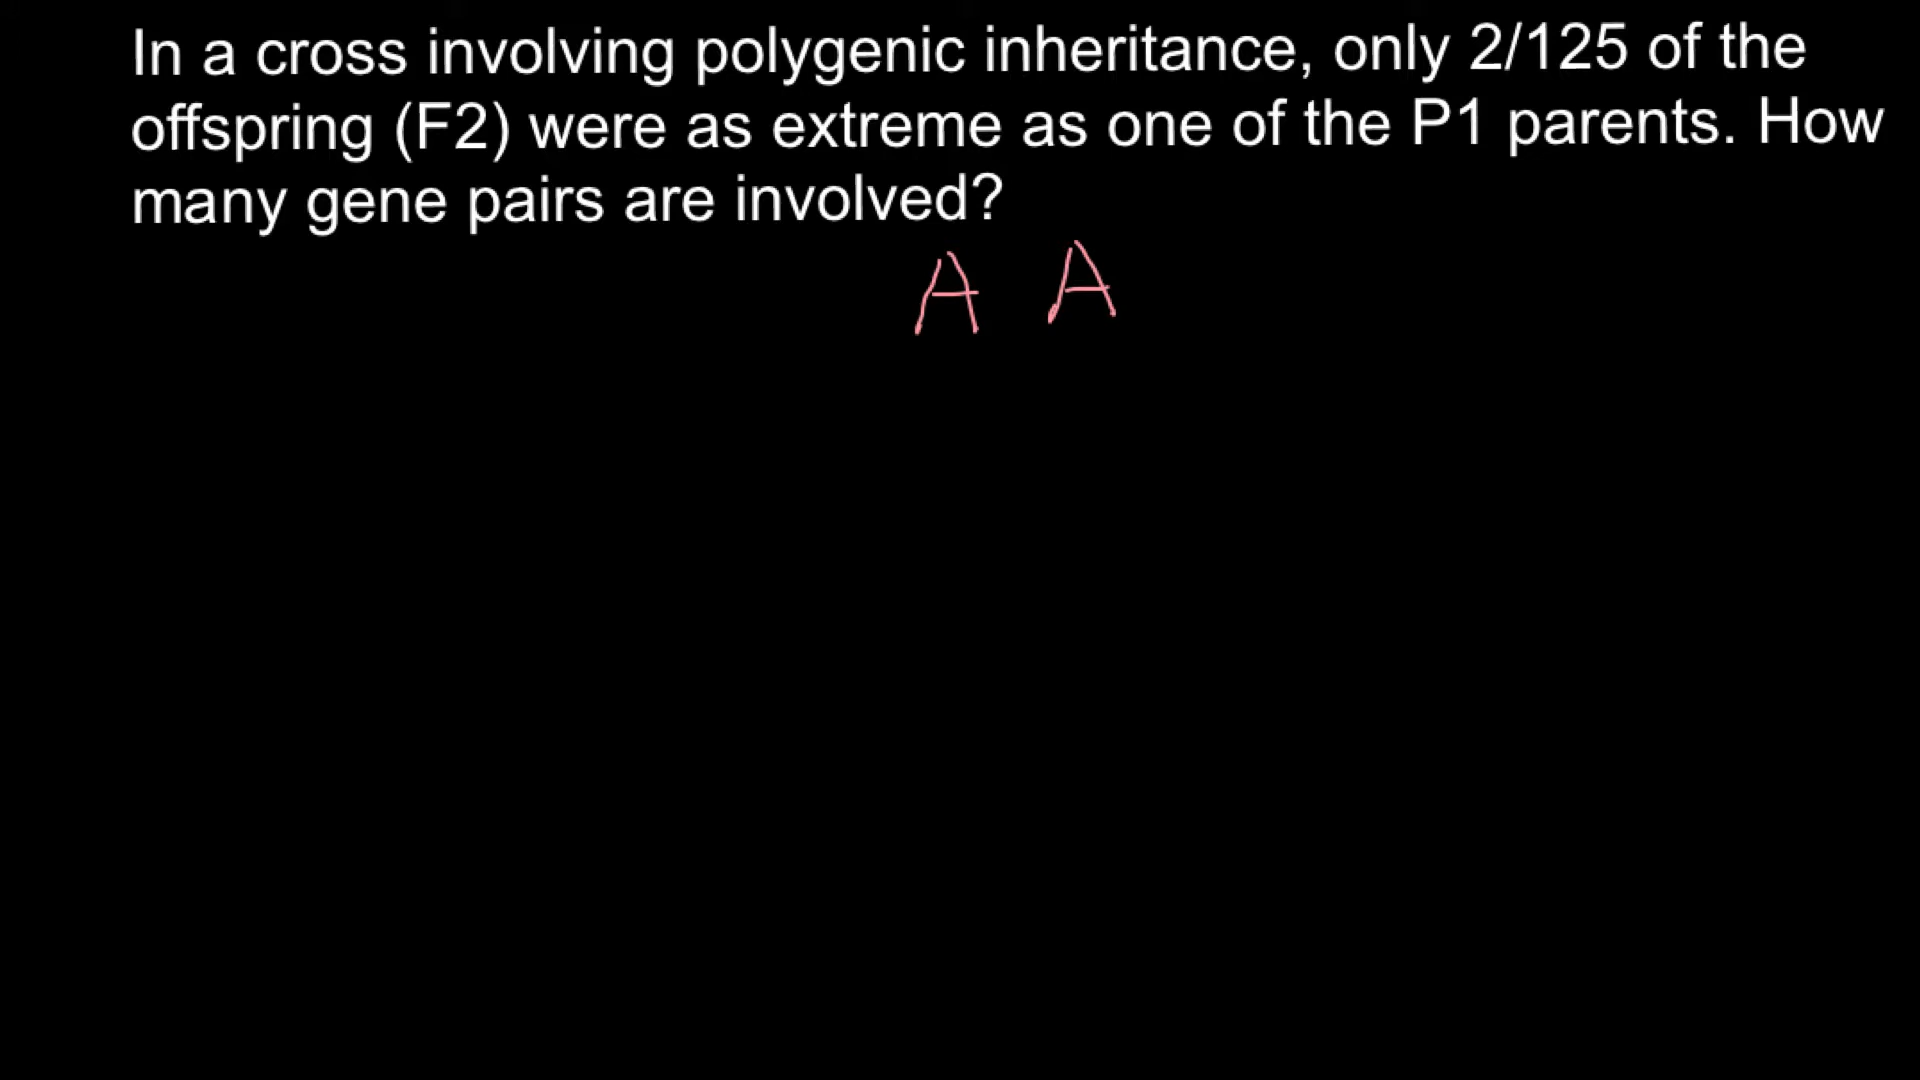 In a cross involving polygenic inheritance, only 2/125 of the
offspring (F2) were as extreme as one of the P1 parents. How
many gene pairs are involved?
A A